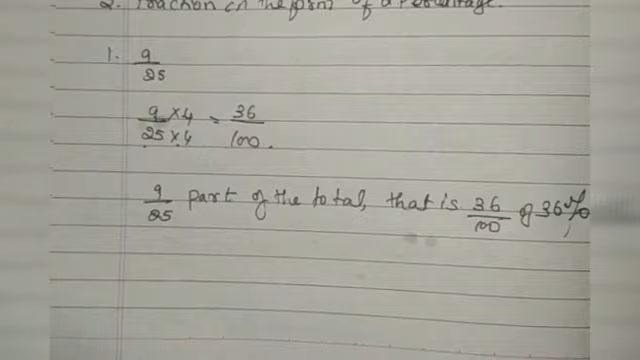 2. Fraction in the form of a Percentage.
1. 9/25
9×4/25×4 = 36/100.
9/25 part of the total, that is 36/100 of 36%